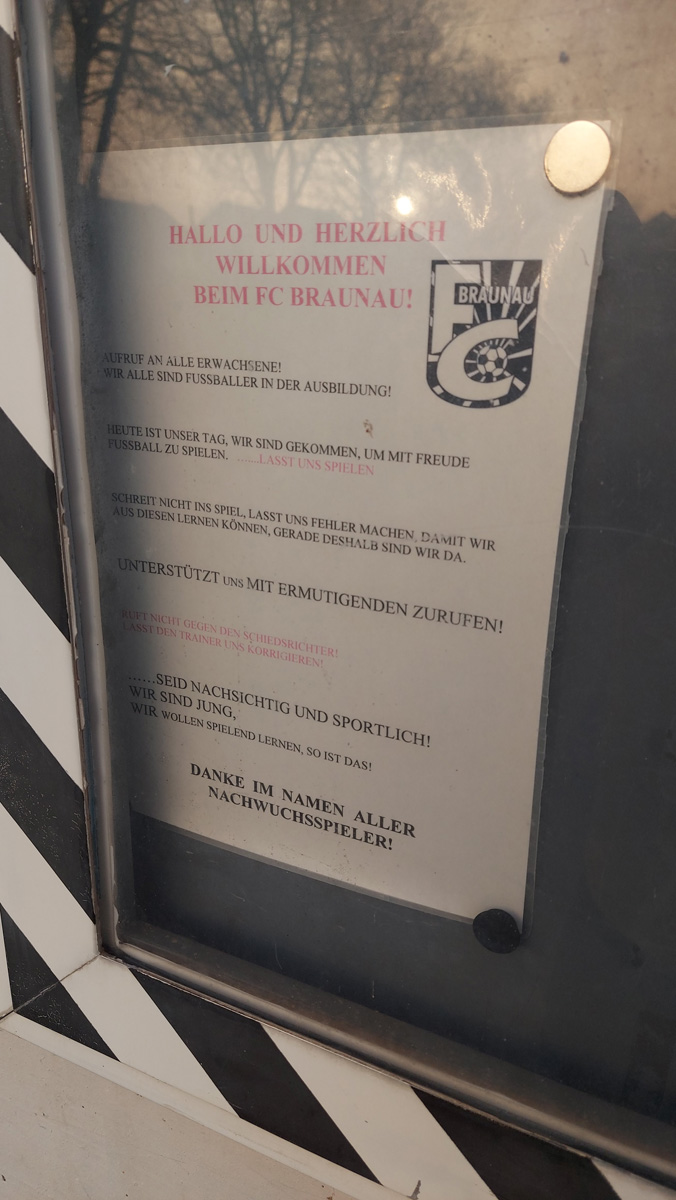 HALLO UND HERZLICH
WILLKOMMEN
BEIM FC BRAUNAU!
F
BRAUNAU
C
AUFRUF AN ALLE ERWACHSENE!
WIR ALLE SIND FUSSBALLER IN DER AUSBILDUNG!
HEUTE IST UNSER TAG, WIR SIND GEKOMMEN, UM MIT FREUDE
FUSSBALL ZU SPIELEN. .......LASST UNS SPIELEN
SCHREIT NICHT INS SPIEL, LASST UNS FEHLER MACHEN, DAMIT WIR
AUS DIESEN LERNEN KÖNNEN, GERADE DESHALB SIND WIR DA.
UNTERSTÜTZT UNS MIT ERMUTIGENDEN ZURUFEN!
RUFT NICHT GEGEN DEN SCHIEDSRICHTER!
LASST DEN TRAINER UNS KORRIGIEREN!
......SEID NACHSICHTIG UND SPORTLICH!
WIR SIND JUNG,
WIR WOLLEN SPIELEND LERNEN, SO IST DAS!
DANKE IM NAMEN ALLER
NACHWUCHSSPIELER!